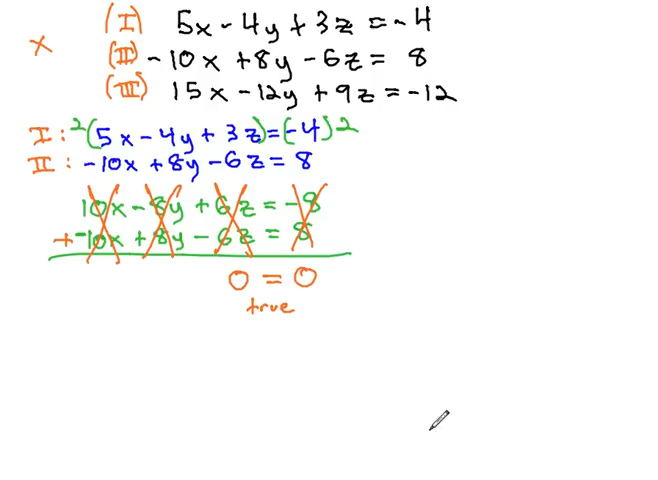 x (I) 5x - 4y + 3z = -4
(II) -10x + 8y - 6z = 8
(III) 15x - 12y + 9z = -12
I: 2(5x - 4y + 3z) = (-4)2
II: -10x + 8y - 6z = 8
10x - 8y + 6z = -8
+ -10x + 8y - 6z = 8
0 = 0
true